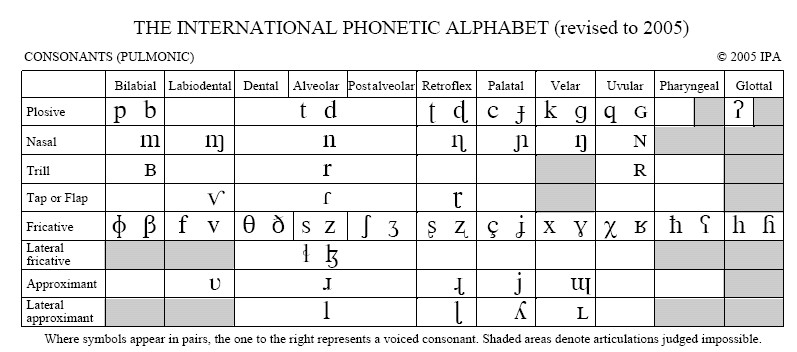 THE INTERNATIONAL PHONETIC ALPHABET (revised to 2005)
CONSONANTS (PULMONIC) © 2005 IPA
Bilabial Labiodental Dental Alveolar Postalveolar Retroflex Palatal Velar Uvular Pharyngeal Glottal
Plosive p b t d ʈ ɖ c ɟ k ɡ q ɢ ʔ
Nasal m ɱ n ɳ ɲ ŋ ɴ
Trill ʙ r ʀ
Tap or Flap ⱱ ɾ ɽ
Fricative ɸ β f v θ ð s z ʃ ʒ ʂ ʐ ç ʝ x ɣ χ ʁ ħ ʕ h ɦ
Lateral
fricative ɬ ɮ
Approximant ʋ ɹ ɻ j ɰ
Lateral
approximant l ɭ ʎ ʟ
Where symbols appear in pairs, the one to the right represents a voiced consonant. Shaded areas denote articulations judged impossible.